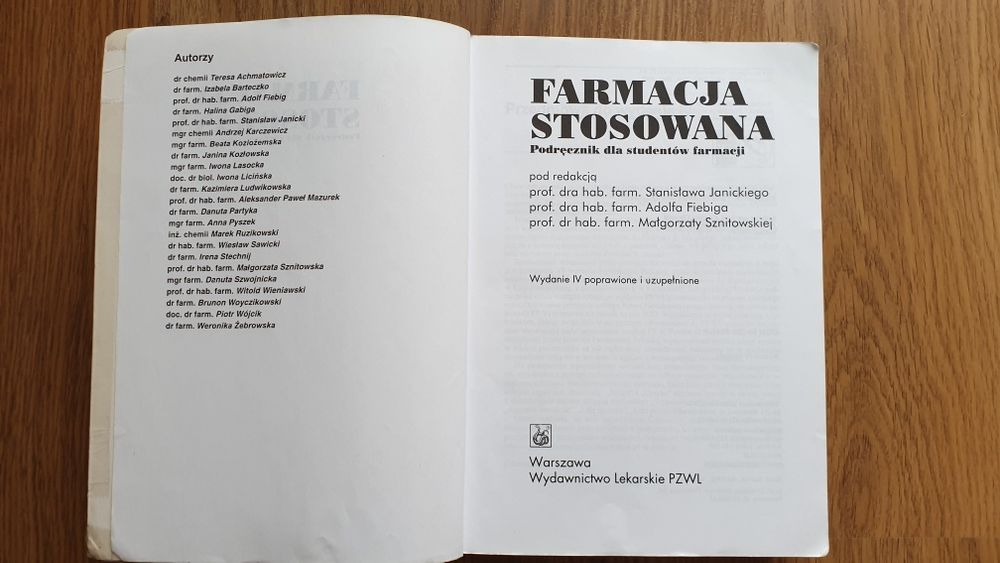 Autorzy
dr chemii Teresa Achmatowicz
dr farm. Izabela Barteczko
prof. dr hab. farm. Adolf Fiebig
dr farm. Halina Gabiga
prof. dr hab. farm. Stanisław Janicki
mgr chemii Andrzej Karczewicz
mgr farm. Beata Koziożemska
dr farm. Janina Kozłowska
mgr farm. Iwona Lasocka
doc. dr biol. Iwona Licińska
dr farm. Kazimiera Ludwikowska
prof. dr hab. farm. Aleksander Paweł Mazurek
dr farm. Danuta Partyka
mgr farm. Anna Pyszek
inż. chemii Marek Ruzikowski
dr hab. farm. Wiesław Sawicki
dr farm. Irena Stechnij
prof. dr hab. farm. Małgorzata Sznitowska
mgr farm. Danuta Szwojnicka
prof. dr hab. farm. Witold Wieniawski
dr farm. Brunon Woyczikowski
doc. dr farm. Piotr Wójcik
dr farm. Weronika Żebrowska
FARMACJA
STOSOWANA
Podręcznik dla studentów farmacji
pod redakcją
prof. dra hab. farm. Stanisława Janickiego
prof. dra hab. farm. Adolfa Fiebiga
prof. dr hab. farm. Małgorzaty Sznitowskiej
Wydanie IV poprawione i uzupełnione
Warszawa
Wydawnictwo Lekarskie PZWL